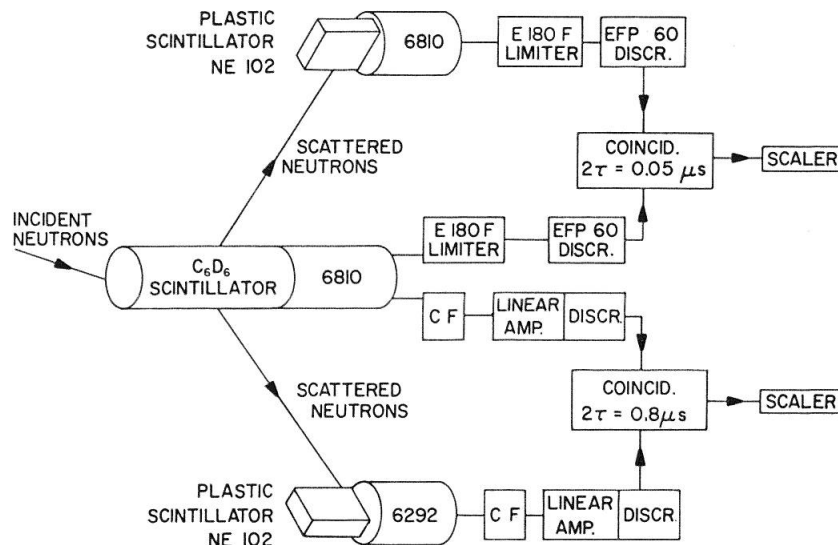 PLASTIC
SCINTILLATOR
NE 102
6810
E 180 F
LIMITER
EFP 60
DISCR.
SCATTERED
NEUTRONS
COINCID.
2τ = 0.05 μs
SCALER
INCIDENT
NEUTRONS
C₆D₆
SCINTILLATOR
6810
E 180 F
LIMITER
EFP 60
DISCR.
C F
LINEAR
AMP.
DISCR.
SCATTERED
NEUTRONS
COINCID.
2τ = 0.8μs
SCALER
PLASTIC
SCINTILLATOR
NE 102
6292
C F
LINEAR
AMP.
DISCR.